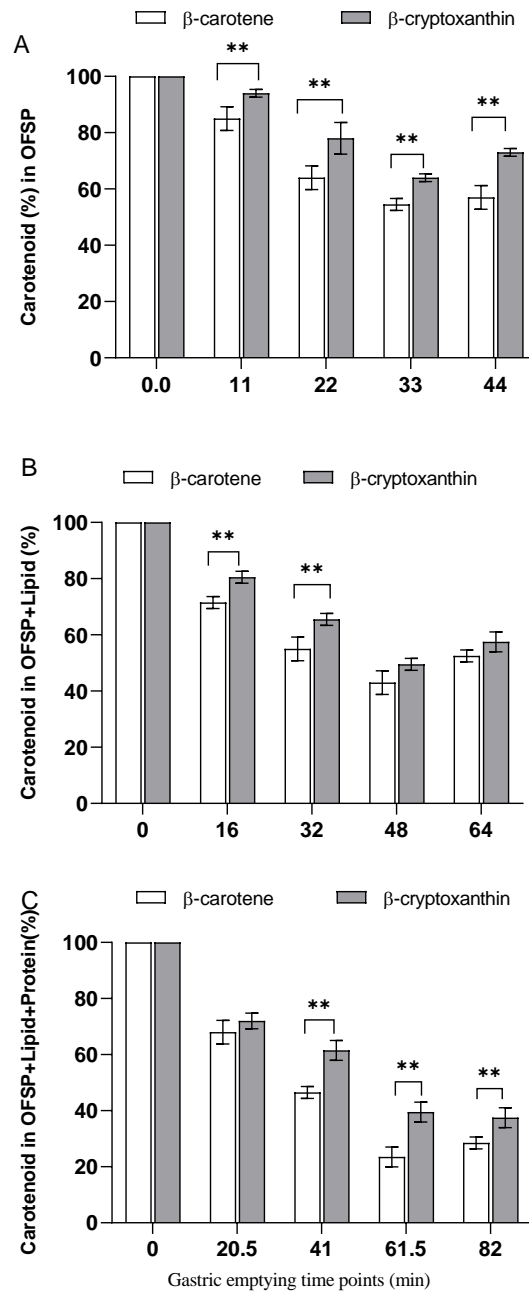 β-carotene β-cryptoxanthin
A
Carotenoid (%) in OFSP
100
80
60
40
20
0
** ** ** **
0.0 11 22 33 44
B
β-carotene β-cryptoxanthin
Carotenoid in OFSP+Lipid (%)
100
80
60
40
20
0
** **
0 16 32 48 64
β-carotene β-cryptoxanthin
C
Carotenoid in OFSP+Lipid+Protein(%)
100
80
60
40
20
0
** ** **
0 20.5 41 61.5 82
Gastric emptying time points (min)